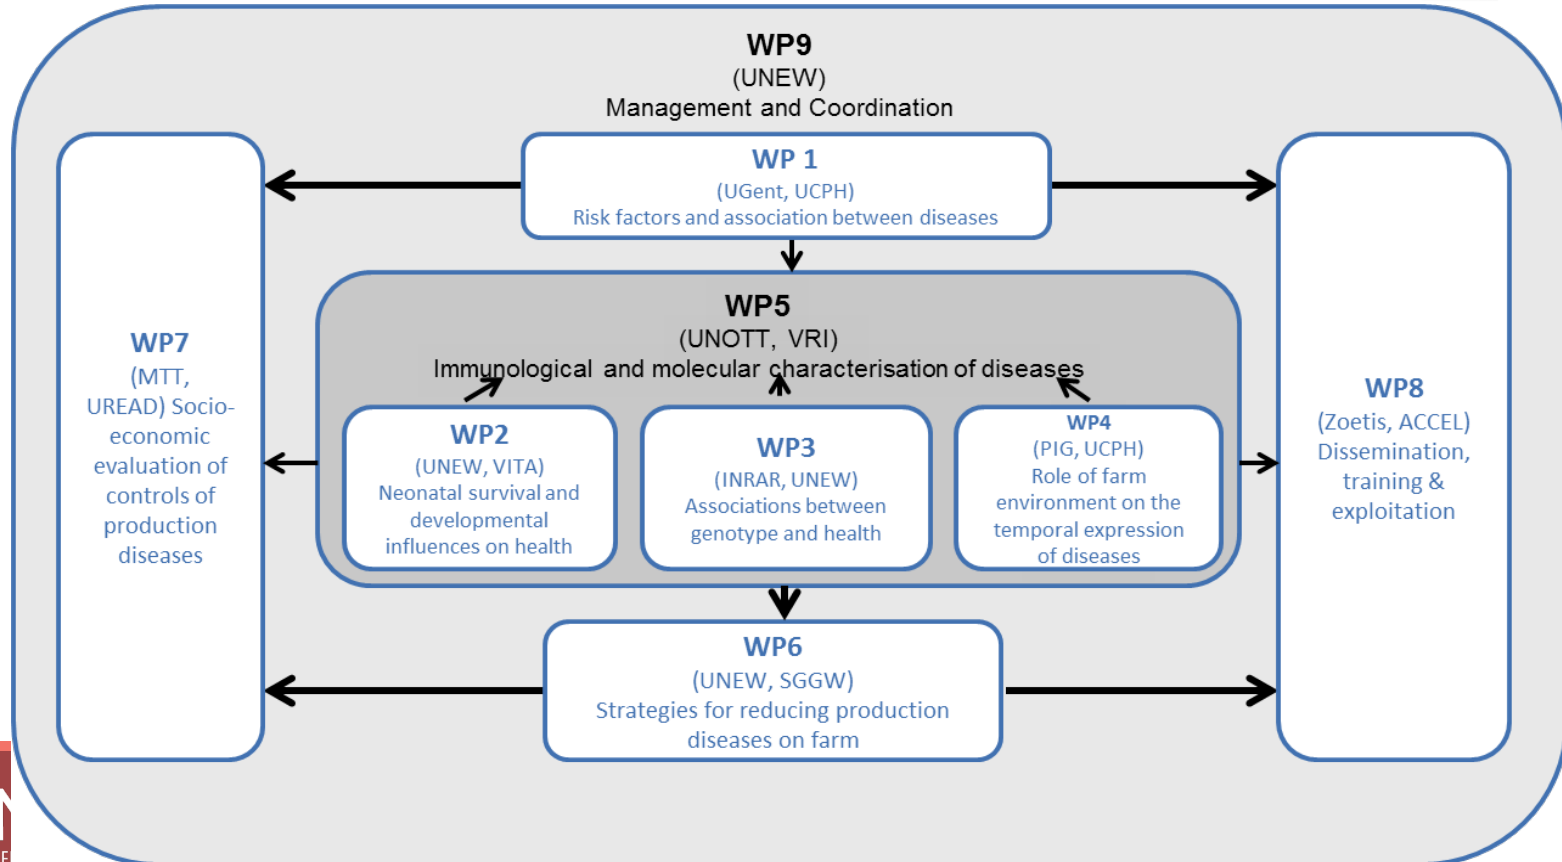 WP9
(UNEW)
Management and Coordination
WP 1
(UGent, UCPH)
Risk factors and association between diseases
WP5
(UNOTT, VRI)
Immunological and molecular characterisation of diseases
WP7
(MTT,
UREAD) Socio-
economic
evaluation of
controls of
production
diseases
WP2
(UNEW, VITA)
Neonatal survival and
developmental
influences on health
WP3
(INRAR, UNEW)
Associations between
genotype and health
WP4
(PIG, UCPH)
Role of farm
environment on the
temporal expression
of diseases
WP8
(Zoetis, ACCEL)
Dissemination,
training &
exploitation
WP6
(UNEW, SGGW)
Strategies for reducing production
diseases on farm